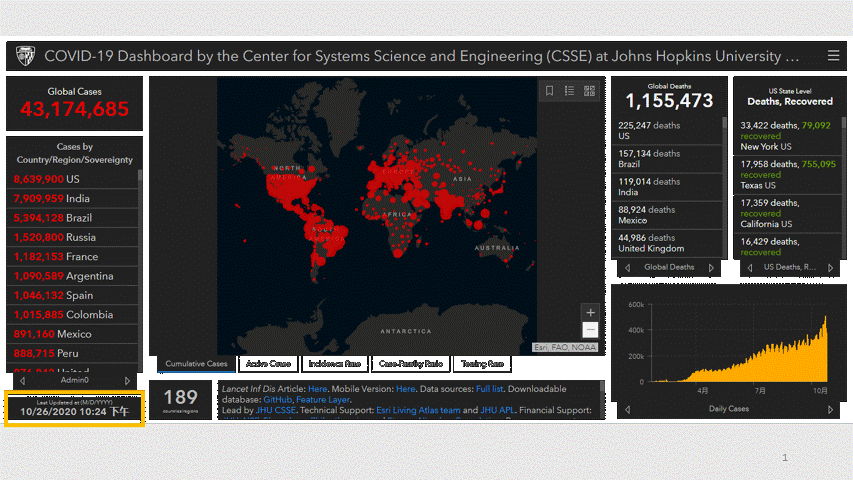 COVID-19 Dashboard by the Center for Systems Science and Engineering (CSSE) at Johns Hopkins University ...
Global Cases
43,174,685
Cases by
Country/Region/Sovereignty
8,639,900 US
7,909,959 India
5,394,128 Brazil
1,520,800 Russia
1,182,153 France
1,090,589 Argentina
1,046,132 Spain
1,015,885 Colombia
891,160 Mexico
888,715 Peru
Admin0
Last Updated at (M/D/YYYY)
10/26/2020 10:24 下午
NORTH
AMERICA
EUROPE
ASIA
AFRICA
SOUTH
AMERICA
AUSTRALIA
ANTARCTICA
+
−
Esri, FAO, NOAA
Cumulative Cases
Active Cases
Incidence Rate
Case-Fatality Ratio
Testing Rate
189
countries/regions
Lancet Inf Dis Article: Here. Mobile Version: Here. Data sources: Full list. Downloadable
database: GitHub, Feature Layer.
Lead by JHU CSSE. Technical Support: Esri Living Atlas team and JHU APL. Financial Support:
Global Deaths
1,155,473
225,247 deaths
US
157,134 deaths
Brazil
119,014 deaths
India
88,924 deaths
Mexico
44,986 deaths
United Kingdom
Global Deaths
US State Level
Deaths, Recovered
33,422 deaths, 79,092
recovered
New York US
17,958 deaths, 755,095
recovered
Texas US
17,359 deaths,
recovered
California US
16,429 deaths,
recovered
US Deaths, R...
600k
400k
200k
0
4月
7月
10月
Daily Cases
1